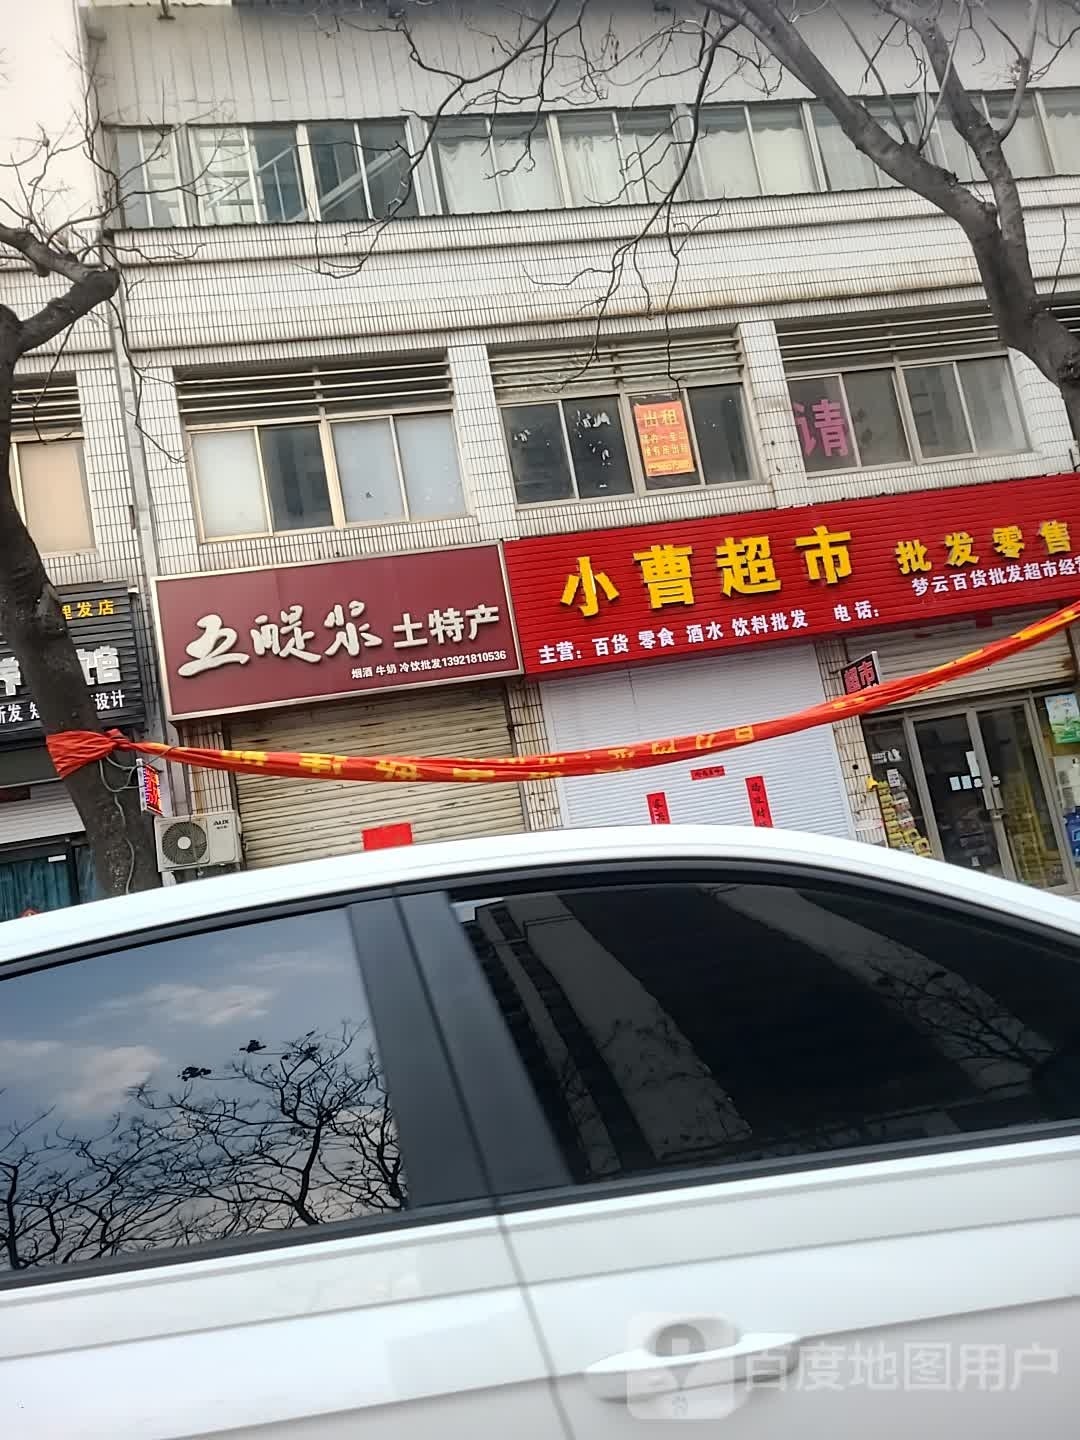 出租
请
理发店
设计
五醍浆 土特产
烟酒 牛奶 冷饮批发13921810536
小曹超市 批发零售
主营：百货 零食 酒水 饮料批发 电话：
梦云百货批发超市经营
超市
百度地图用户